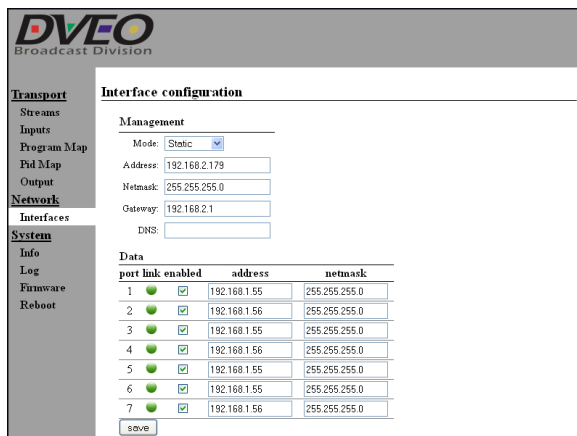 DVEO
Broadcast Division
Transport
Streams
Inputs
Program Map
Pid Map
Output
Network
Interfaces
System
Info
Log
Firmware
Reboot
Interface configuration
Management
Mode: Static
Address: 192.168.2.179
Netmask: 255.255.255.0
Gateway: 192.168.2.1
DNS:
Data
port link enabled address netmask
1 192.168.1.55 255.255.255.0
2 192.168.1.56 255.255.255.0
3 192.168.1.55 255.255.255.0
4 192.168.1.56 255.255.255.0
5 192.168.1.55 255.255.255.0
6 192.168.1.56 255.255.255.0
7 192.168.1.56 255.255.255.0
save